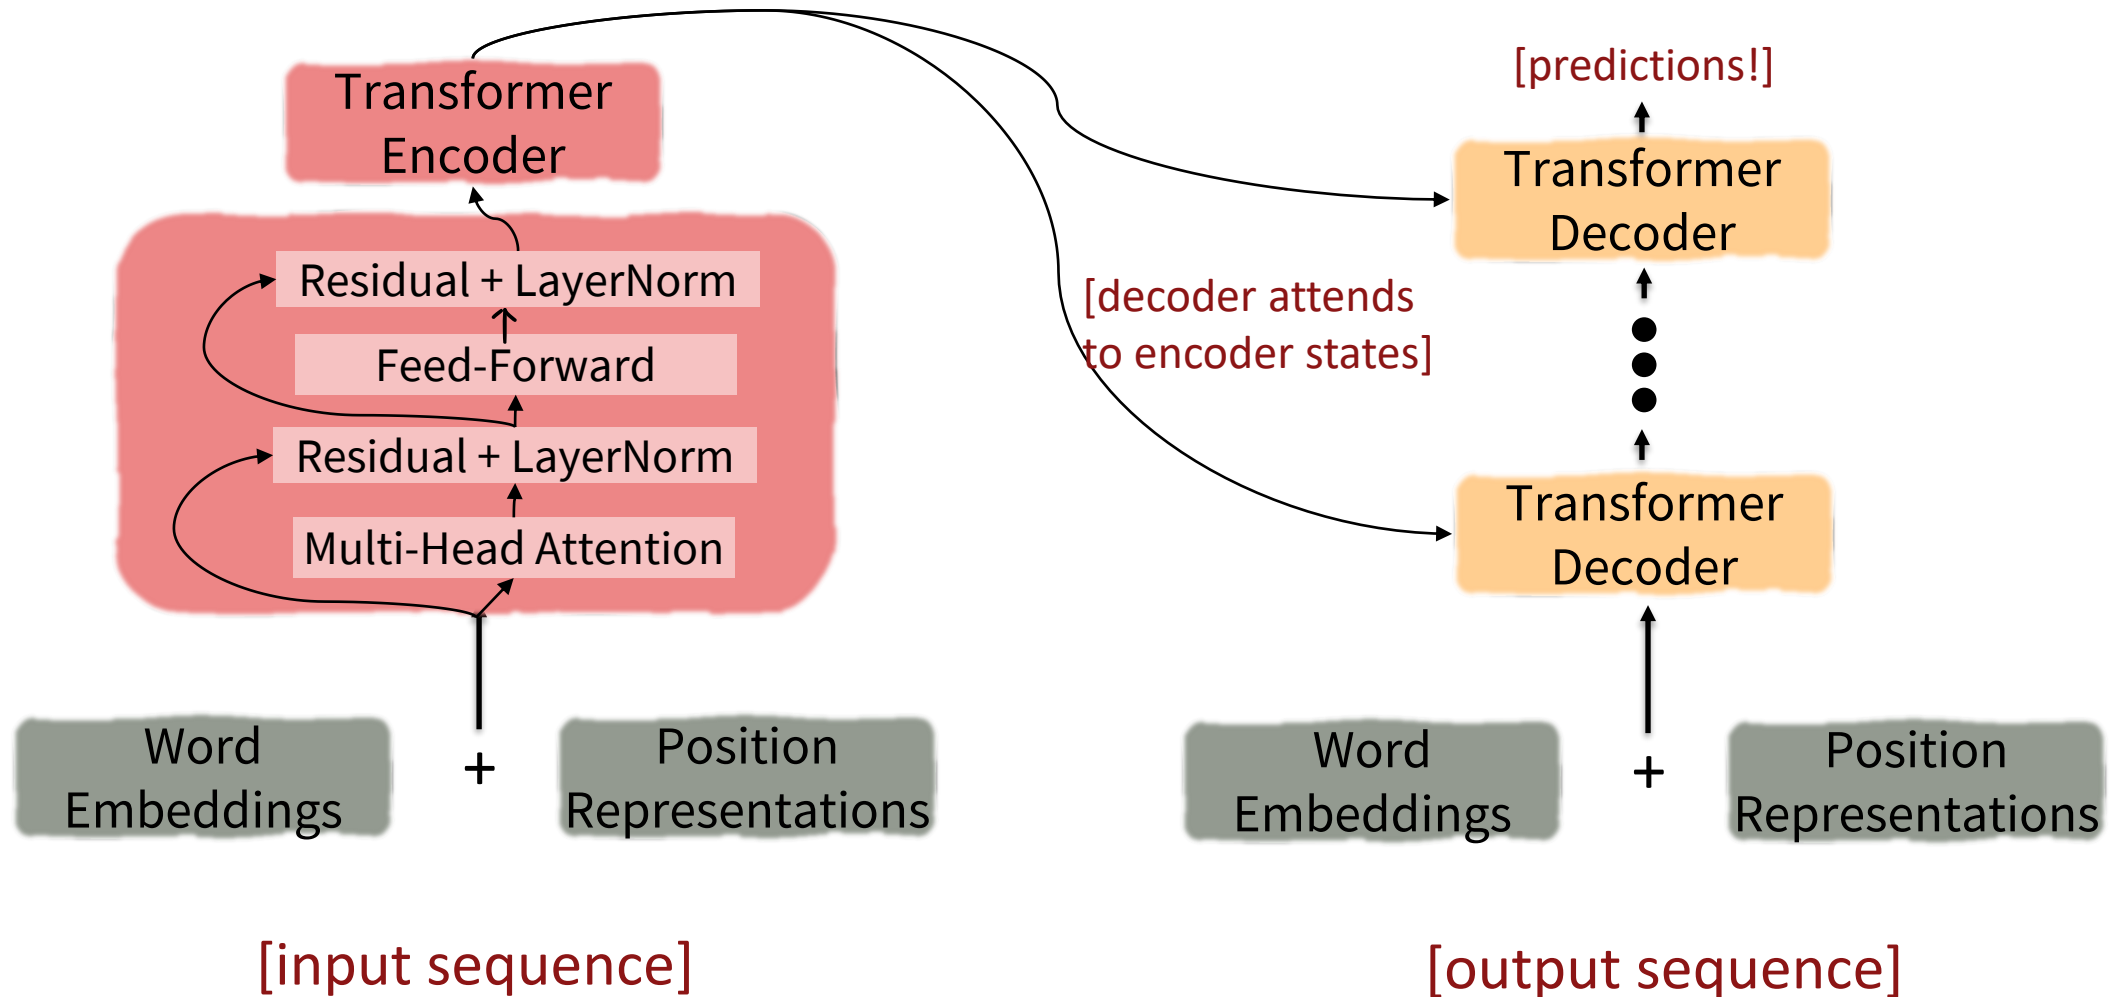 Transformer
Encoder
Residual + LayerNorm
Feed-Forward
Residual + LayerNorm
Multi-Head Attention
Word
Embeddings
+
Position
Representations
[input sequence]
[decoder attends
to encoder states]
[predictions!]
Transformer
Decoder
Transformer
Decoder
Word
Embeddings
+
Position
Representations
[output sequence]